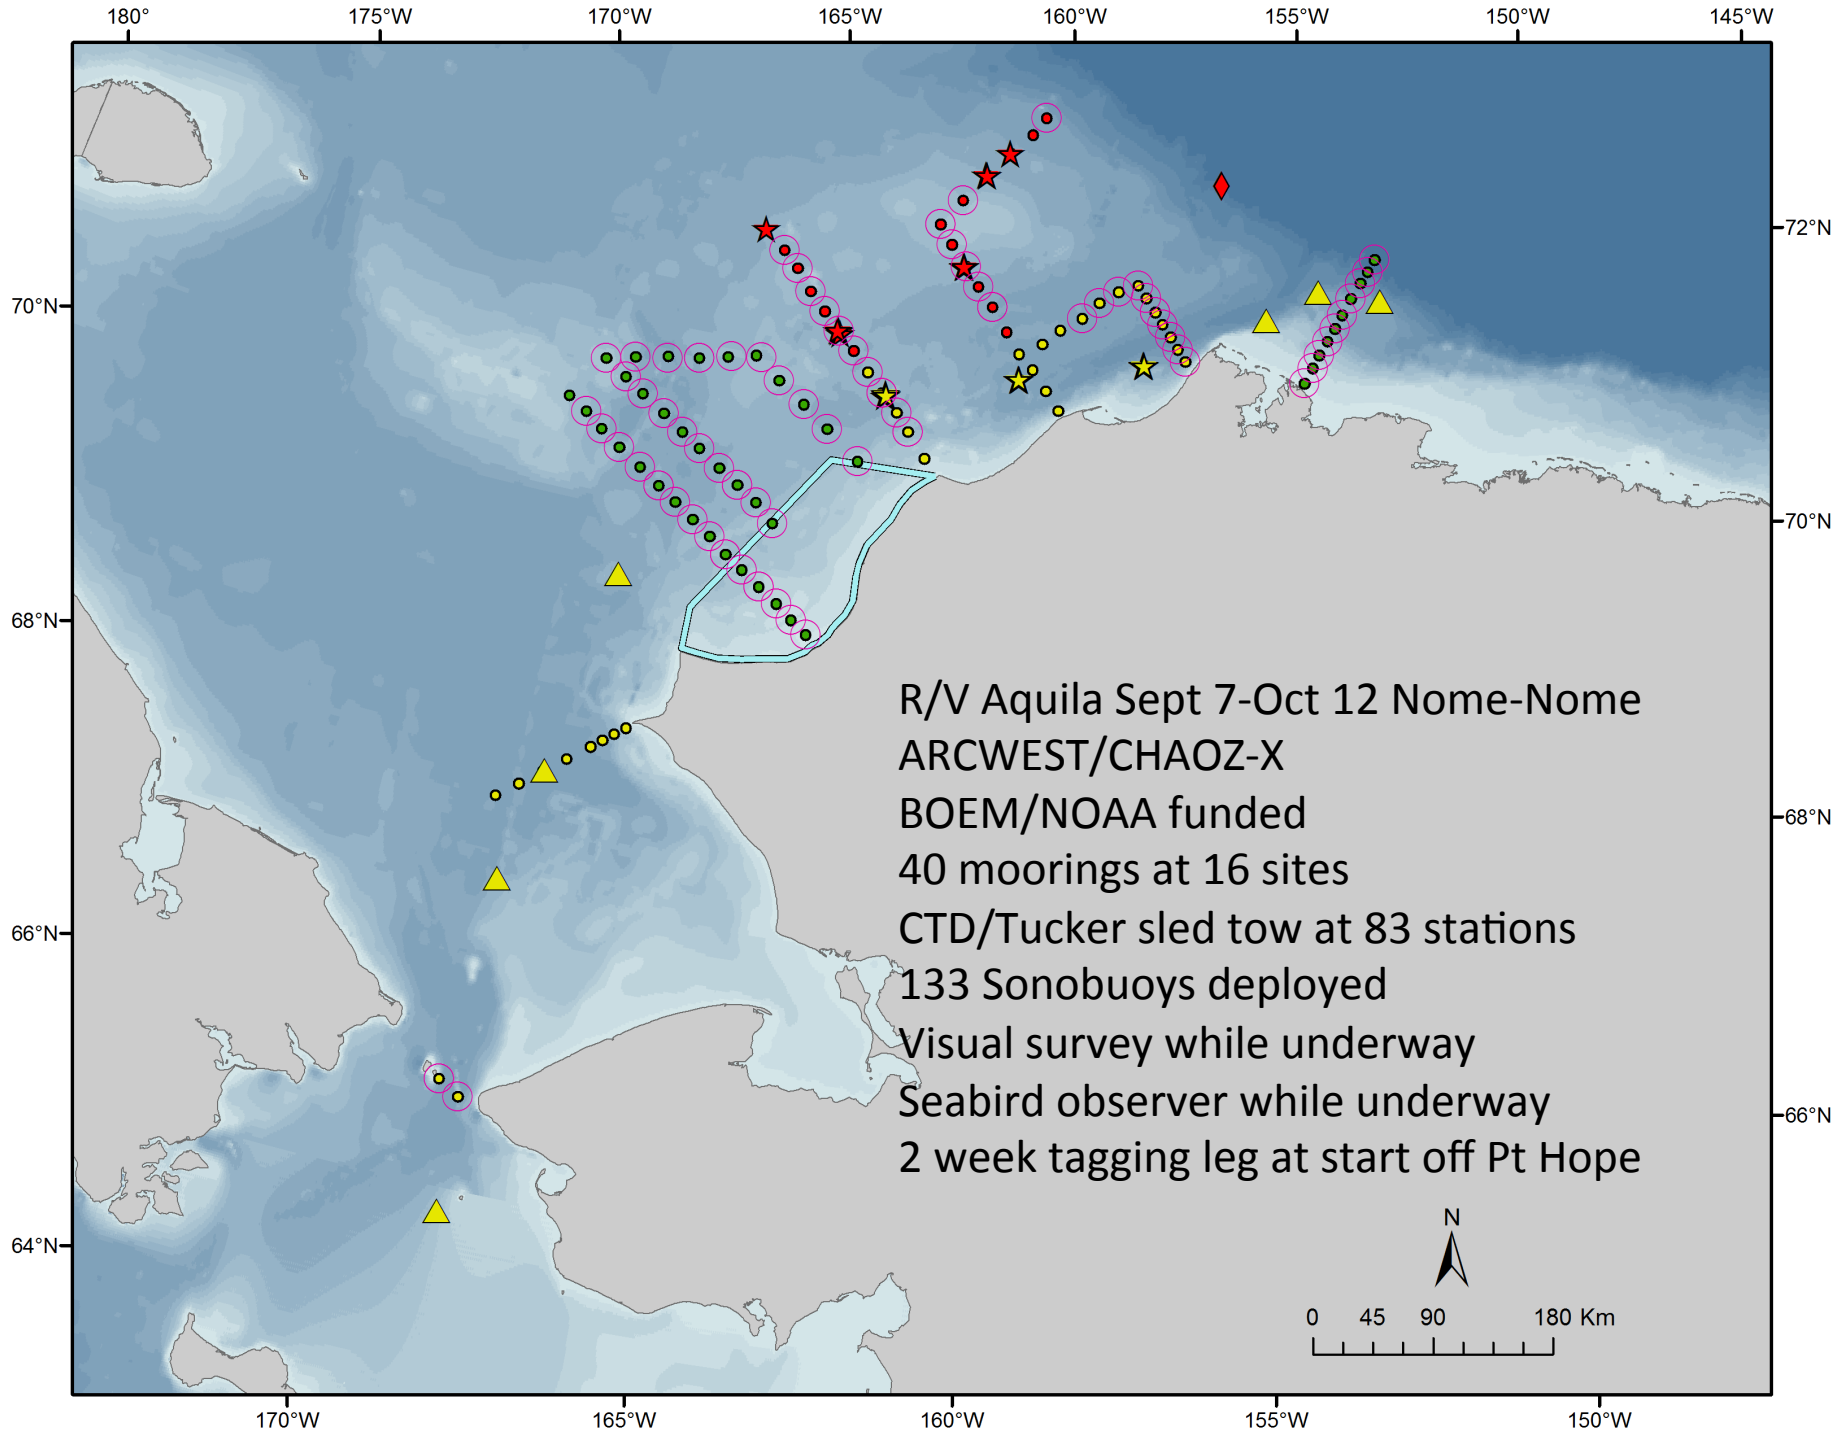 180° 175°W 170°W 165°W 160°W 155°W 150°W 145°W
72°N
70°N
70°N
68°N
68°N
66°N
66°N
64°N
R/V Aquila Sept 7-Oct 12 Nome-Nome
ARCWEST/CHAOZ-X
BOEM/NOAA funded
40 moorings at 16 sites
CTD/Tucker sled tow at 83 stations
133 Sonobuoys deployed
Visual survey while underway
Seabird observer while underway
2 week tagging leg at start off Pt Hope
N
0 45 90 180 Km
170°W 165°W 160°W 155°W 150°W